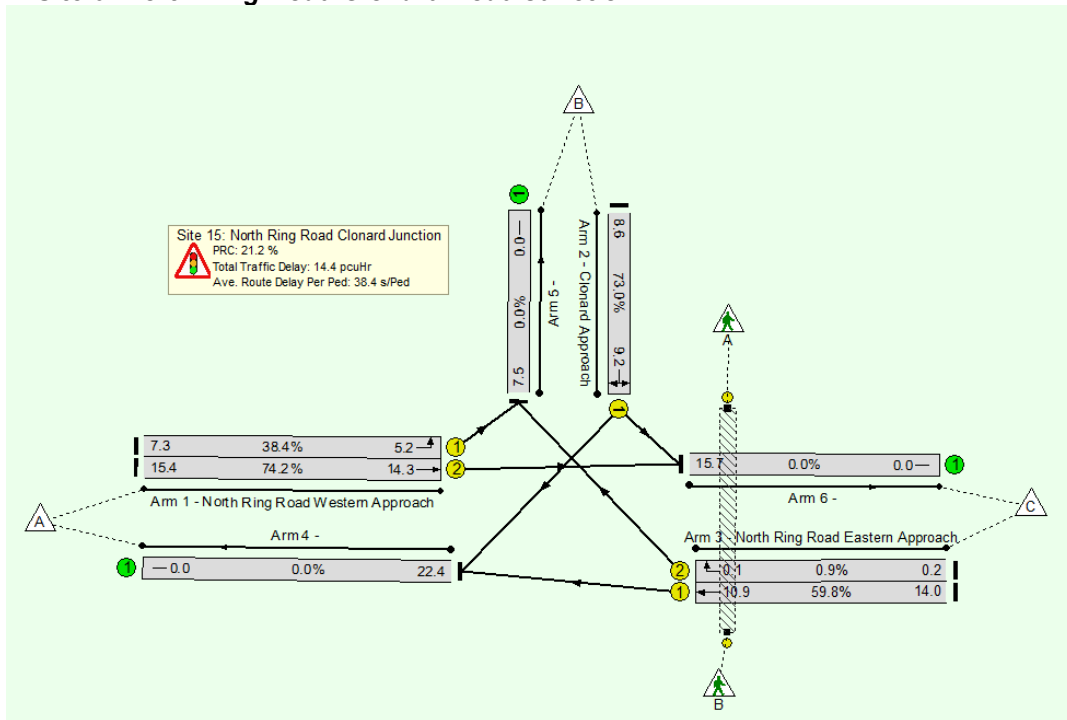 B
1
Site 15: North Ring Road Clonard Junction
PRC: 21.2 %
Total Traffic Delay: 14.4 pcuHr
Ave. Route Delay Per Ped: 38.4 s/Ped
0.0
0.0%
7.5
Arm 5 -
Arm 2 - Clonard Approach
8.6
73.0%
9.2
1
A
7.3 38.4% 5.2 1
15.4 74.2% 14.3 2
Arm 1 - North Ring Road Western Approach
15.7 0.0% 0.0 1
Arm 6 -
A
C
Arm 4 -
Arm 3 - North Ring Road Eastern Approach
1 0.0 0.0% 22.4
2 0.1 0.9% 0.2
1 10.9 59.8% 14.0
B